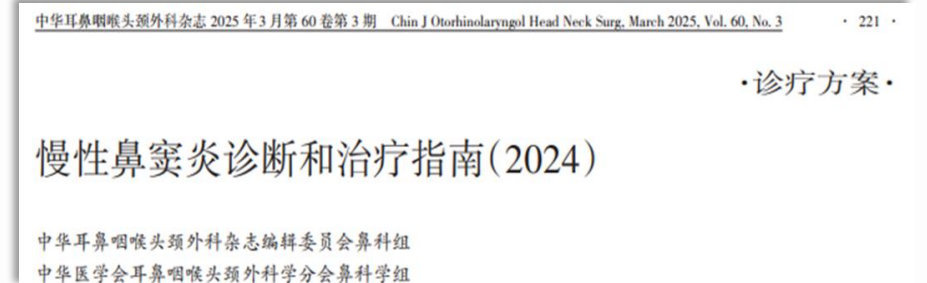 中华耳鼻咽喉头颈外科杂志 2025 年 3 月第 60 卷第 3 期 Chin J Otorhinolaryngol Head Neck Surg, March 2025, Vol. 60, No. 3 · 221 ·
·诊疗方案·
慢性鼻窦炎诊断和治疗指南(2024)
中华耳鼻咽喉头颈外科杂志编辑委员会鼻科组
中华医学会耳鼻咽喉头颈外科学分会鼻科学组